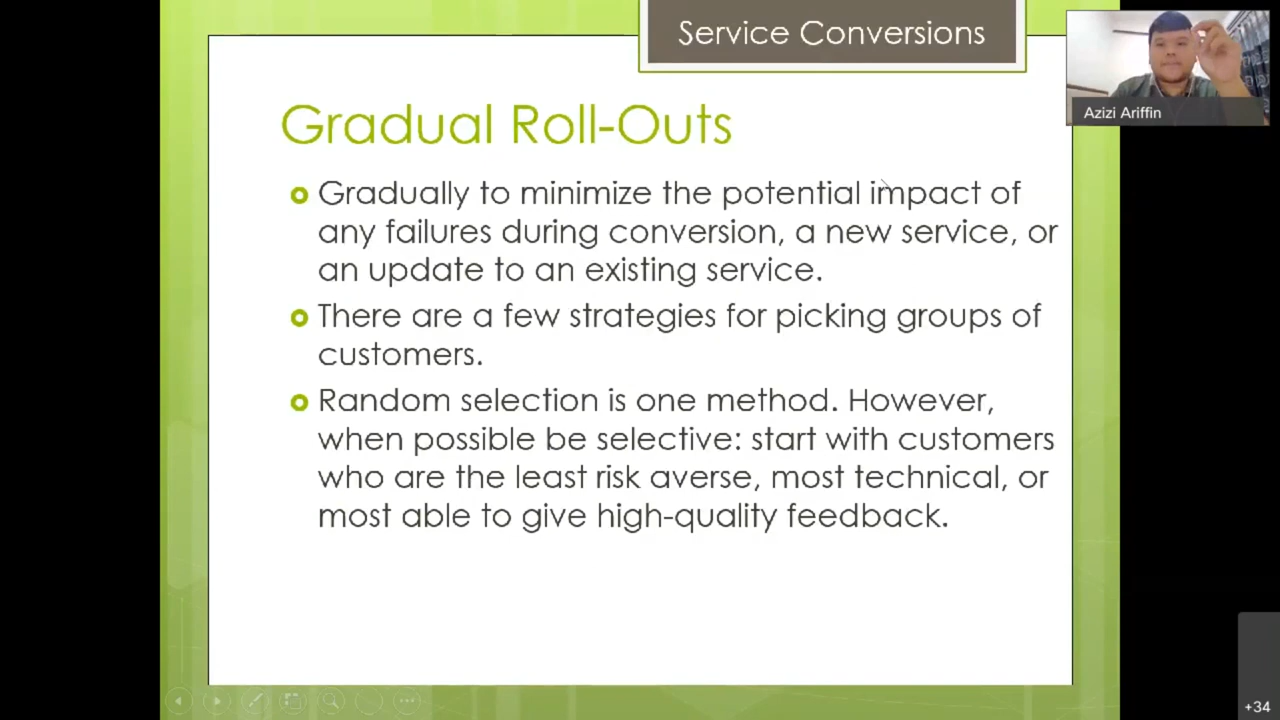 Service Conversions
Azizi Ariffin
Gradual Roll-Outs
Gradually to minimize the potential impact of
any failures during conversion, a new service, or
an update to an existing service.
There are a few strategies for picking groups of
customers.
Random selection is one method. However,
when possible be selective: start with customers
who are the least risk averse, most technical, or
most able to give high-quality feedback.
+34